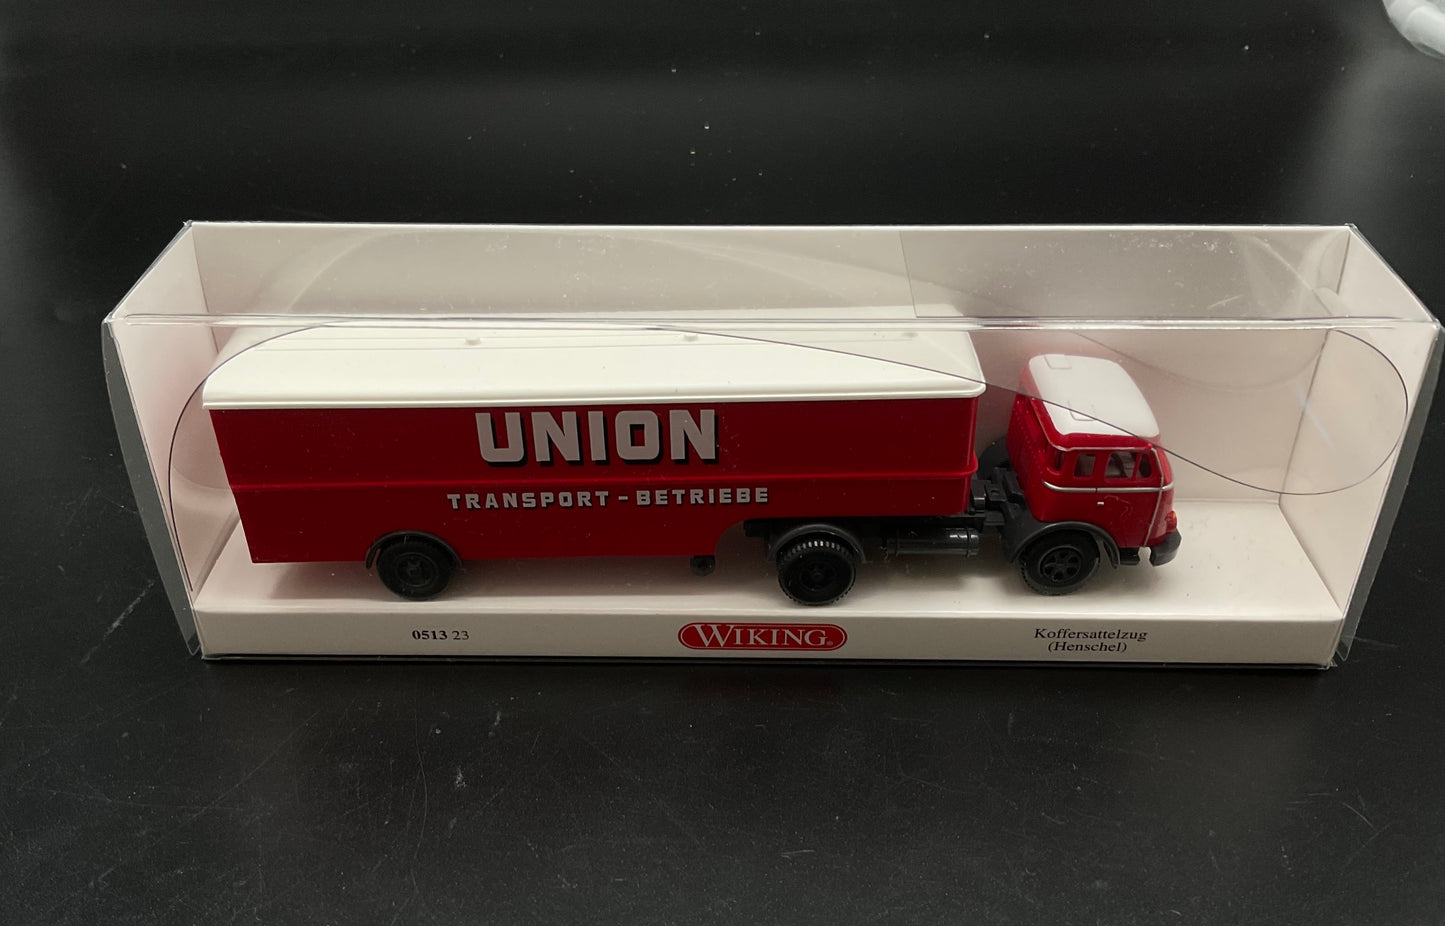 UNION
TRANSPORT-BETRIEBE
0513 23
WIKING®
Koffersattelzug
(Henschel)